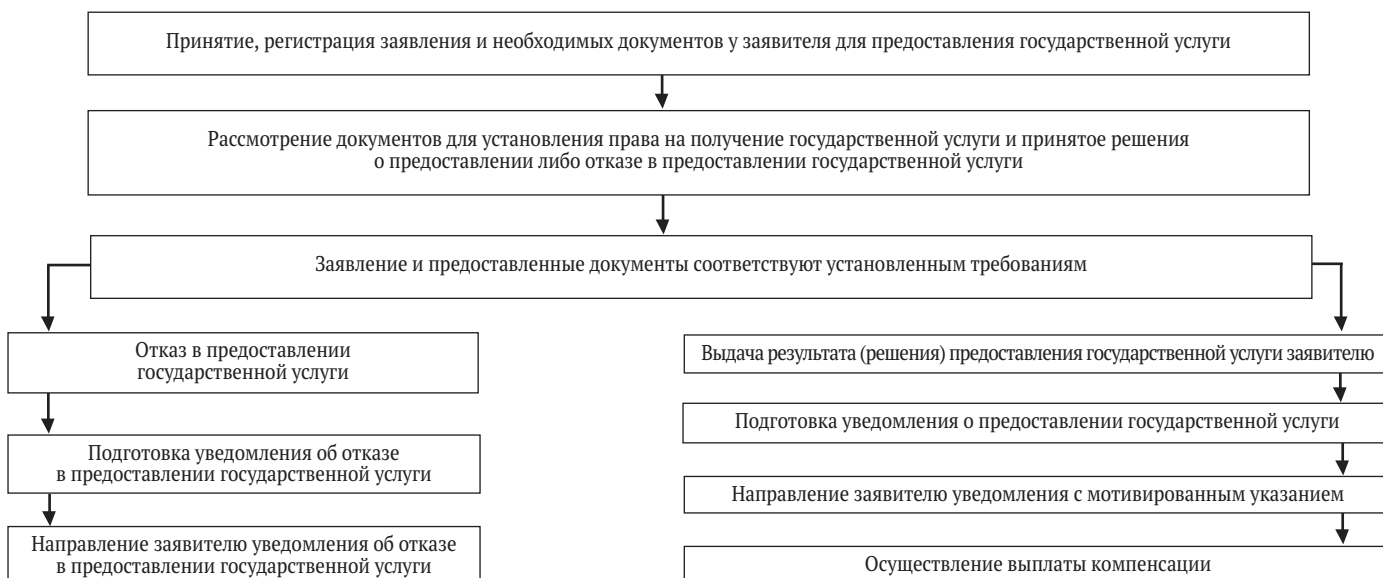 Принятие, регистрация заявления и необходимых документов у заявителя для предоставления государственной услуги
Рассмотрение документов для установления права на получение государственной услуги и принятое решения
о предоставлении либо отказе в предоставлении государственной услуги
Заявление и предоставленные документы соответствуют установленным требованиям
Отказ в предоставлении
государственной услуги
Подготовка уведомления об отказе
в предоставлении государственной услуги
Направление заявителю уведомления об отказе
в предоставлении государственной услуги
Выдача результата (решения) предоставления государственной услуги заявителю
Подготовка уведомления о предоставлении государственной услуги
Направление заявителю уведомления с мотивированным указанием
Осуществление выплаты компенсации